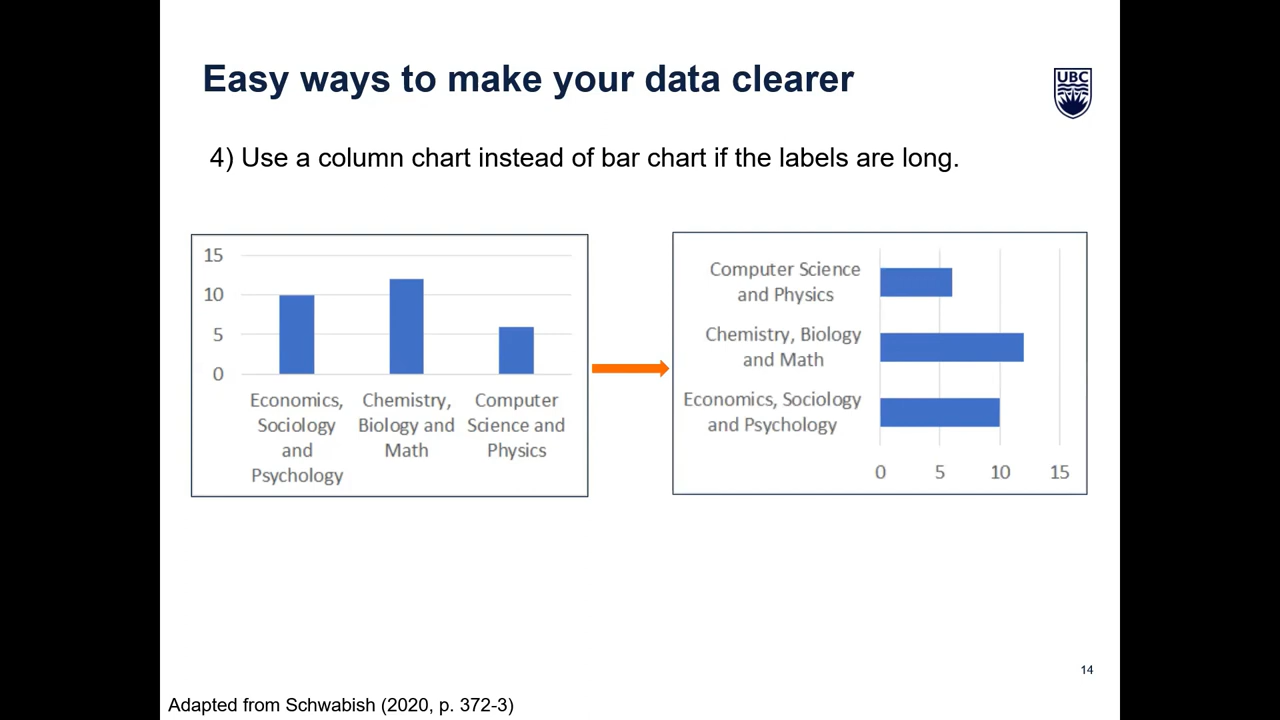 Easy ways to make your data clearer
UBC
4) Use a column chart instead of bar chart if the labels are long.
15
10
5
0
Economics,
Sociology
and
Psychology
Chemistry,
Biology and
Math
Computer
Science and
Physics
Computer Science
and Physics
Chemistry, Biology
and Math
Economics, Sociology
and Psychology
0 5 10 15
14
Adapted from Schwabish (2020, p. 372-3)